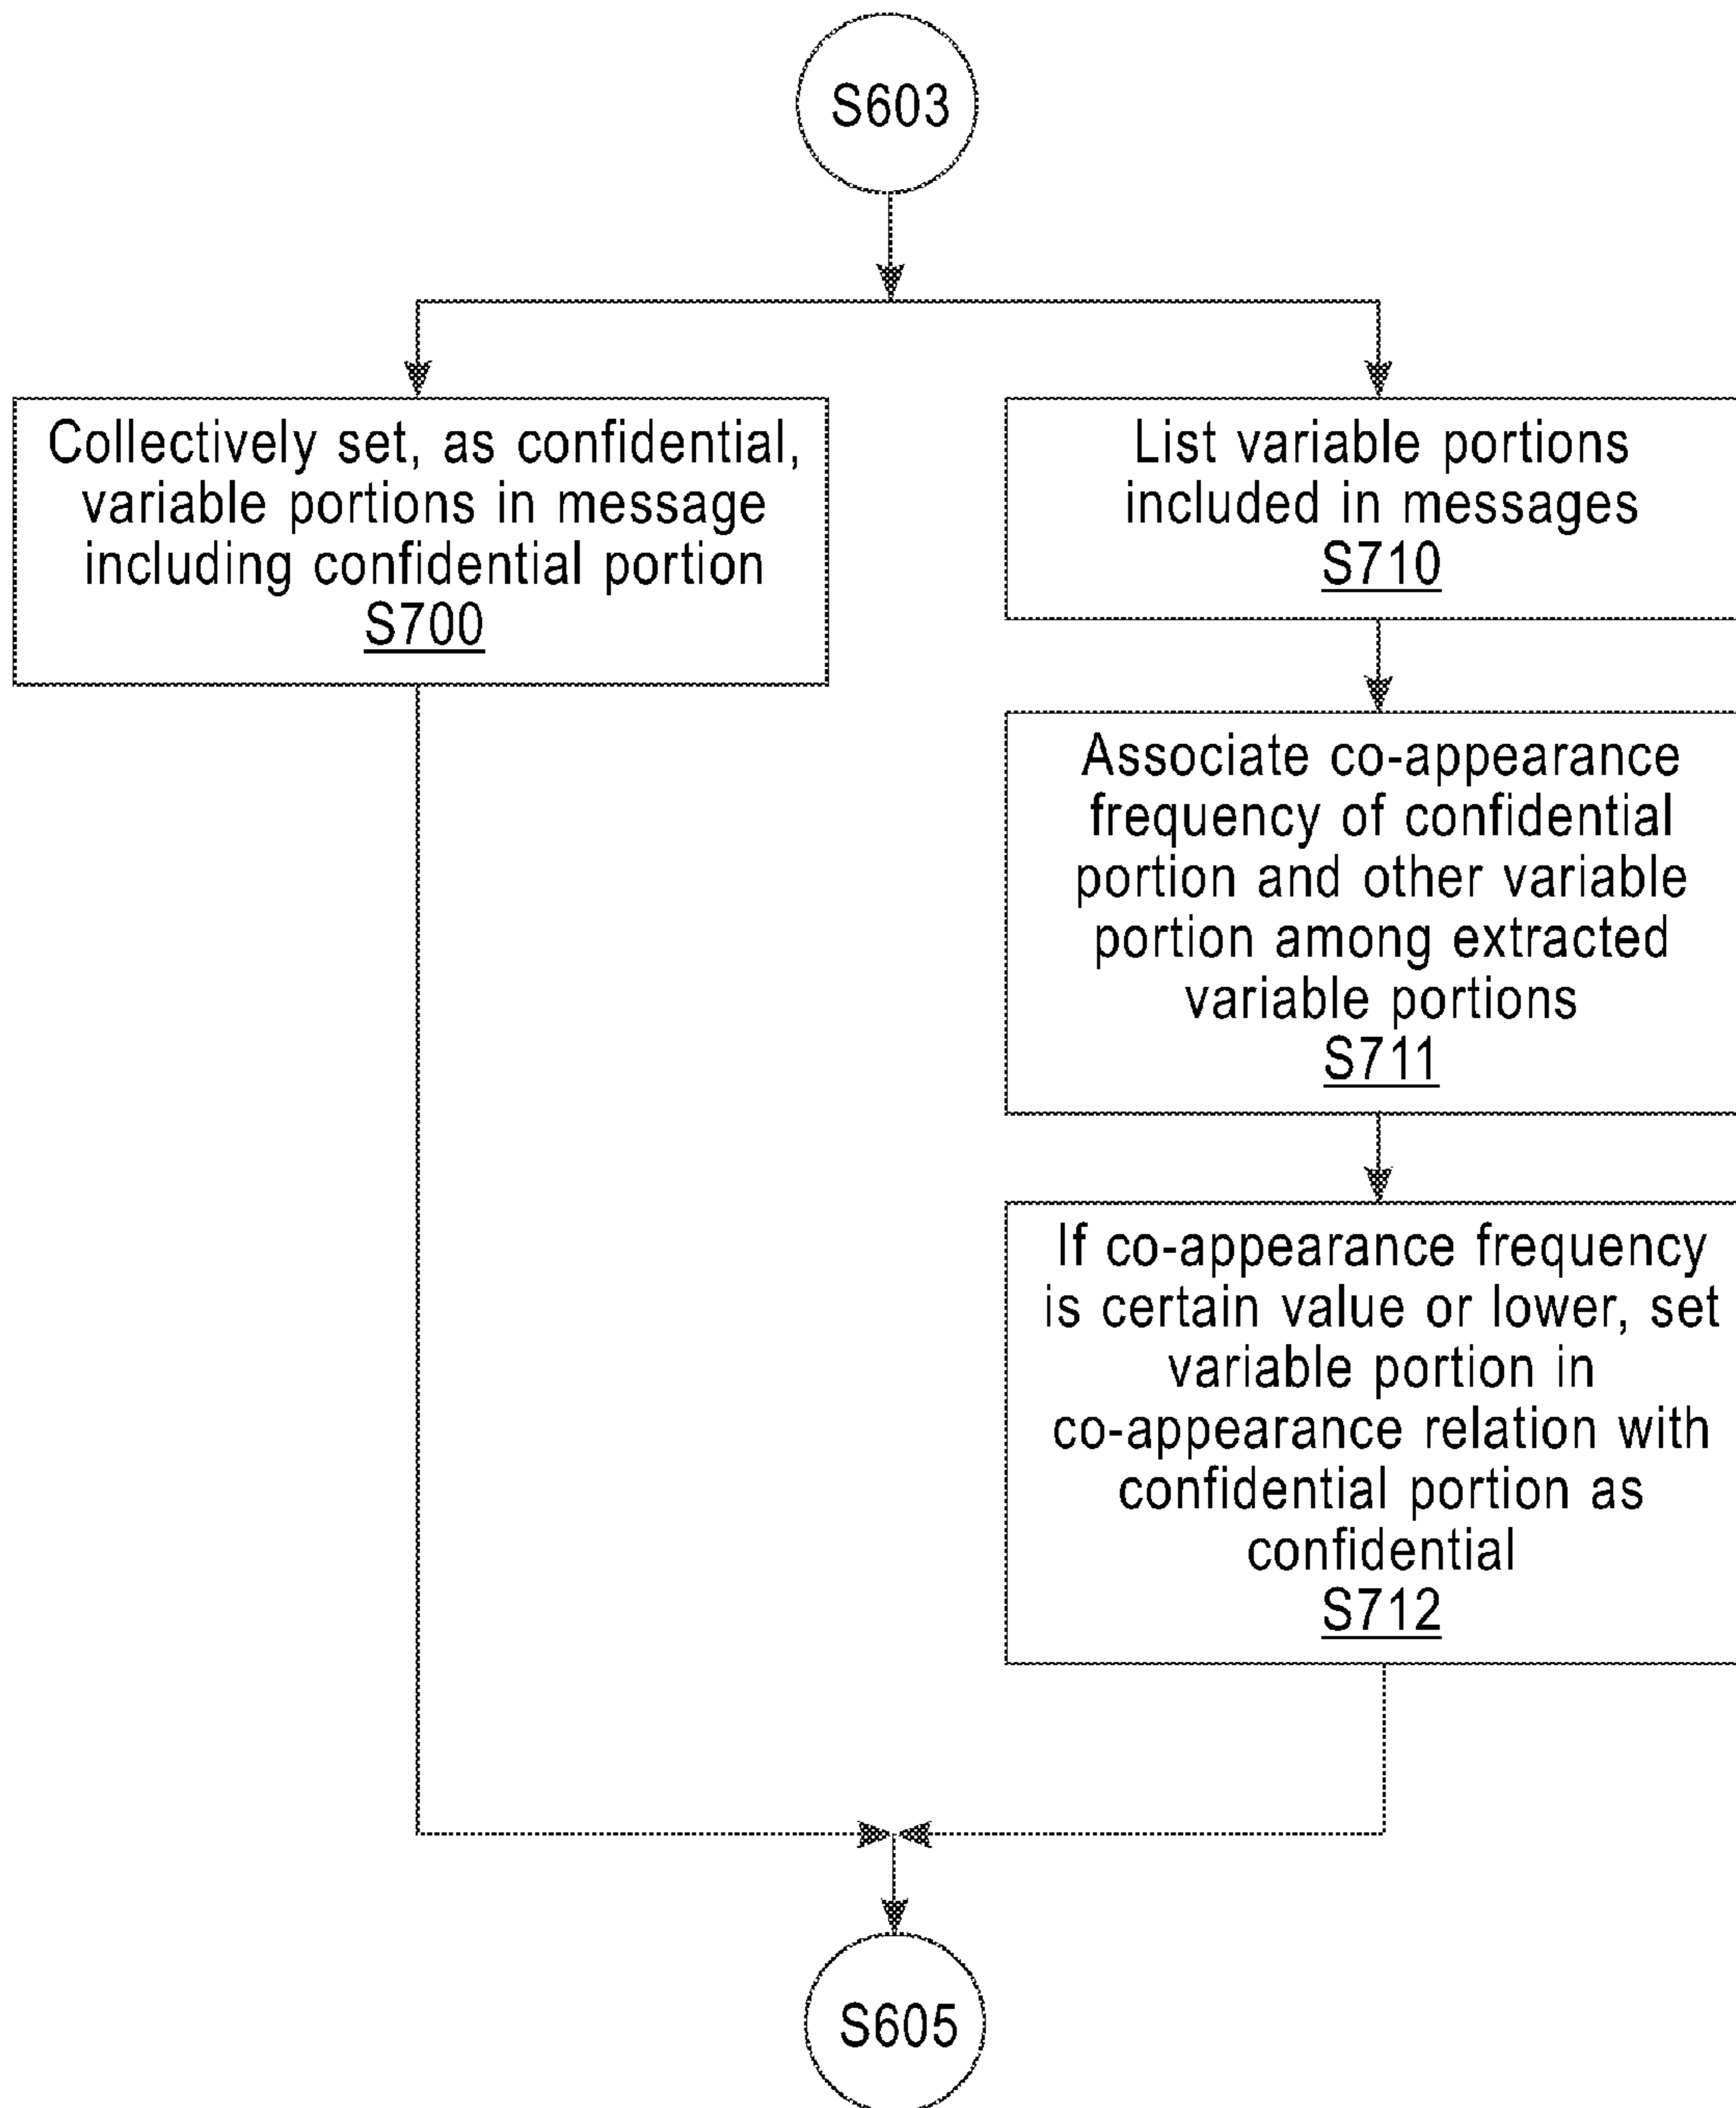 S603
Collectively set, as confidential,
variable portions in message
including confidential portion
S700
List variable portions
included in messages
S710
Associate co-appearance
frequency of confidential
portion and other variable
portion among extracted
variable portions
S711
If co-appearance frequency
is certain value or lower, set
variable portion in
co-appearance relation with
confidential portion as
confidential
S712
S605